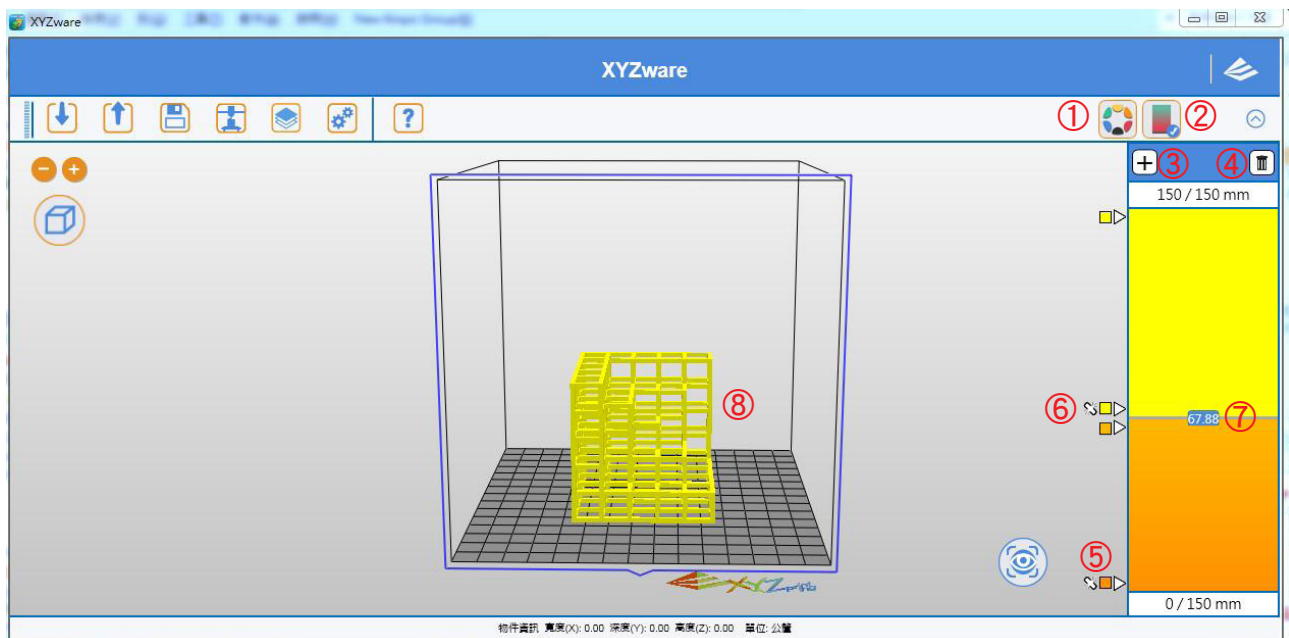 XYZware
XYZware
?
① ②
③ ④
150 / 150 mm
⑧
⑥ 67.88 ⑦
⑤
XYZprinting
0 / 150 mm
物件資訊 寬度(X): 0.00 深度(Y): 0.00 高度(Z): 0.00 單位: 公釐